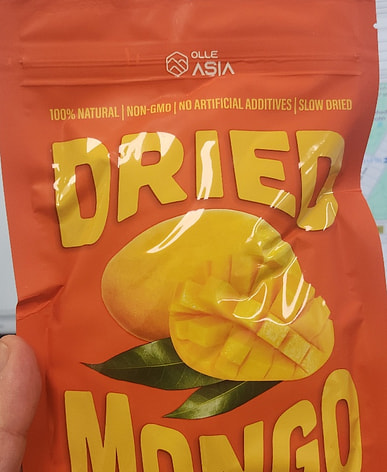 OLLE
ASIA
100% NATURAL | NON-GMO | NO ARTIFICIAL ADDITIVES | SLOW DRIED
DRIED
MONGO